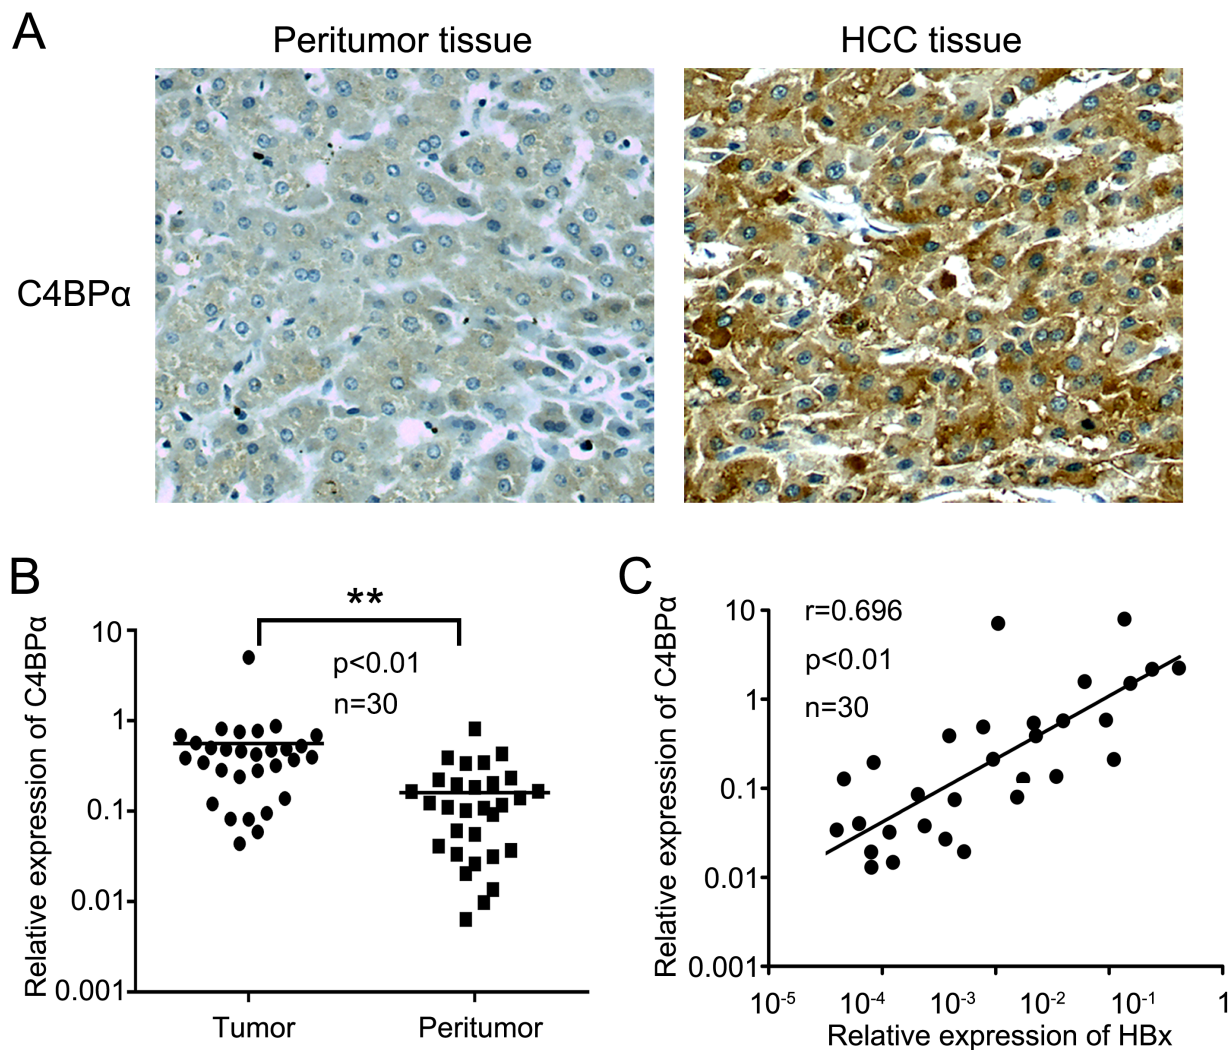 A
Peritumor tissue
HCC tissue
C4BPα
B
**
p<0.01
n=30
Relative expression of C4BPα
10
1
0.1
0.01
0.001
Tumor
Peritumor
C
r=0.696
p<0.01
n=30
Relative expression of C4BPα
10
1
0.1
0.01
0.001
10-5
10-4
10-3
10-2
10-1
1
Relative expression of HBx